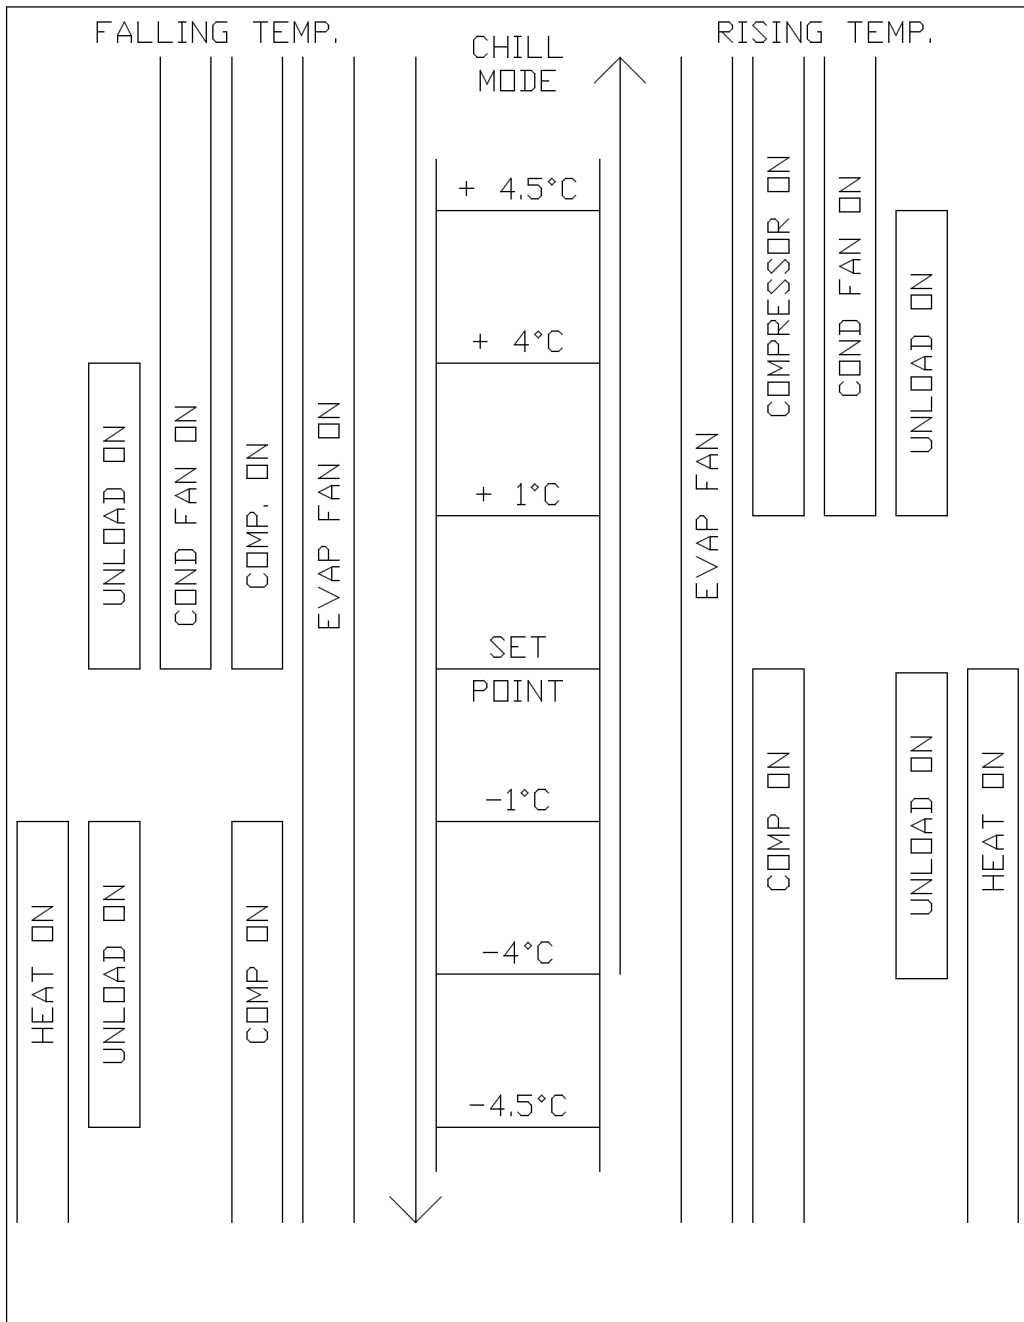 FALLING TEMP.
CHILL
MODE
RISING TEMP.
+ 4.5°C
+ 4°C
+ 1°C
SET
POINT
-1°C
-4°C
-4.5°C
UNLOAD ON
COND FAN ON
COMP. ON
EVAP FAN ON
HEAT ON
UNLOAD ON
COMP ON
EVAP FAN
COMPRESSOR ON
COND FAN ON
UNLOAD ON
COMP ON
UNLOAD ON
HEAT ON